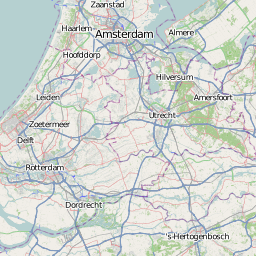 Zaanstad
Haarlem
Amsterdam
Almere
Hoofddorp
Hilversum
Leiden
Amersfoort
Utrecht
Zoetermeer
Delft
Rotterdam
Dordrecht
's-Hertogenbosch